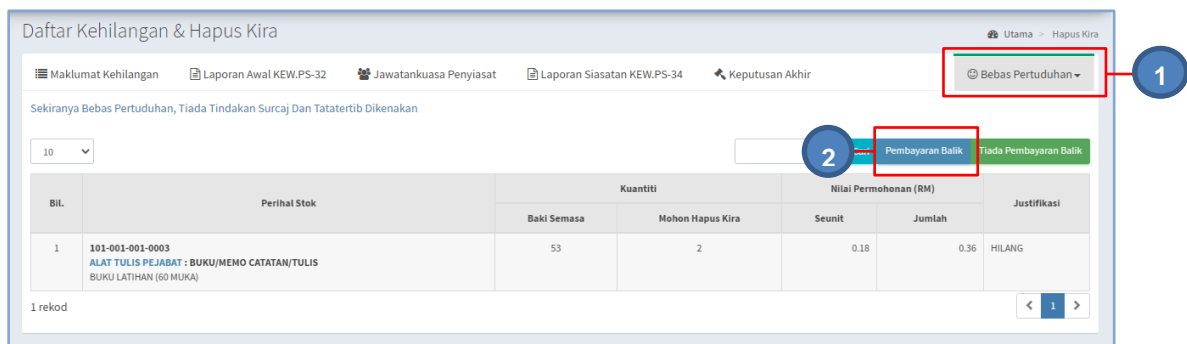 Daftar Kehilangan & Hapus Kira
Utama > Hapus Kira
Maklumat Kehilangan Laporan Awal KEW.PS-32 Jawatankuasa Penyiasat Laporan Siasatan KEW.PS-34 Keputusan Akhir Bebas Pertuduhan
1
Sekiranya Bebas Pertuduhan, Tiada Tindakan Surcaj Dan Tatatertib Dikenakan
10
2
Pembayaran Balik Tiada Pembayaran Balik
Bil. Perihal Stok Kuantiti Nilai Permohonan (RM) Justifikasi
Baki Semasa Mohon Hapus Kira Seunit Jumlah
1 101-001-001-0003 53 2 0.18 0.36 HILANG
ALAT TULIS PEJABAT : BUKU/MEMO CATATAN/TULIS
BUKU LATIHAN (60 MUKA)
1 rekod
< 1 >